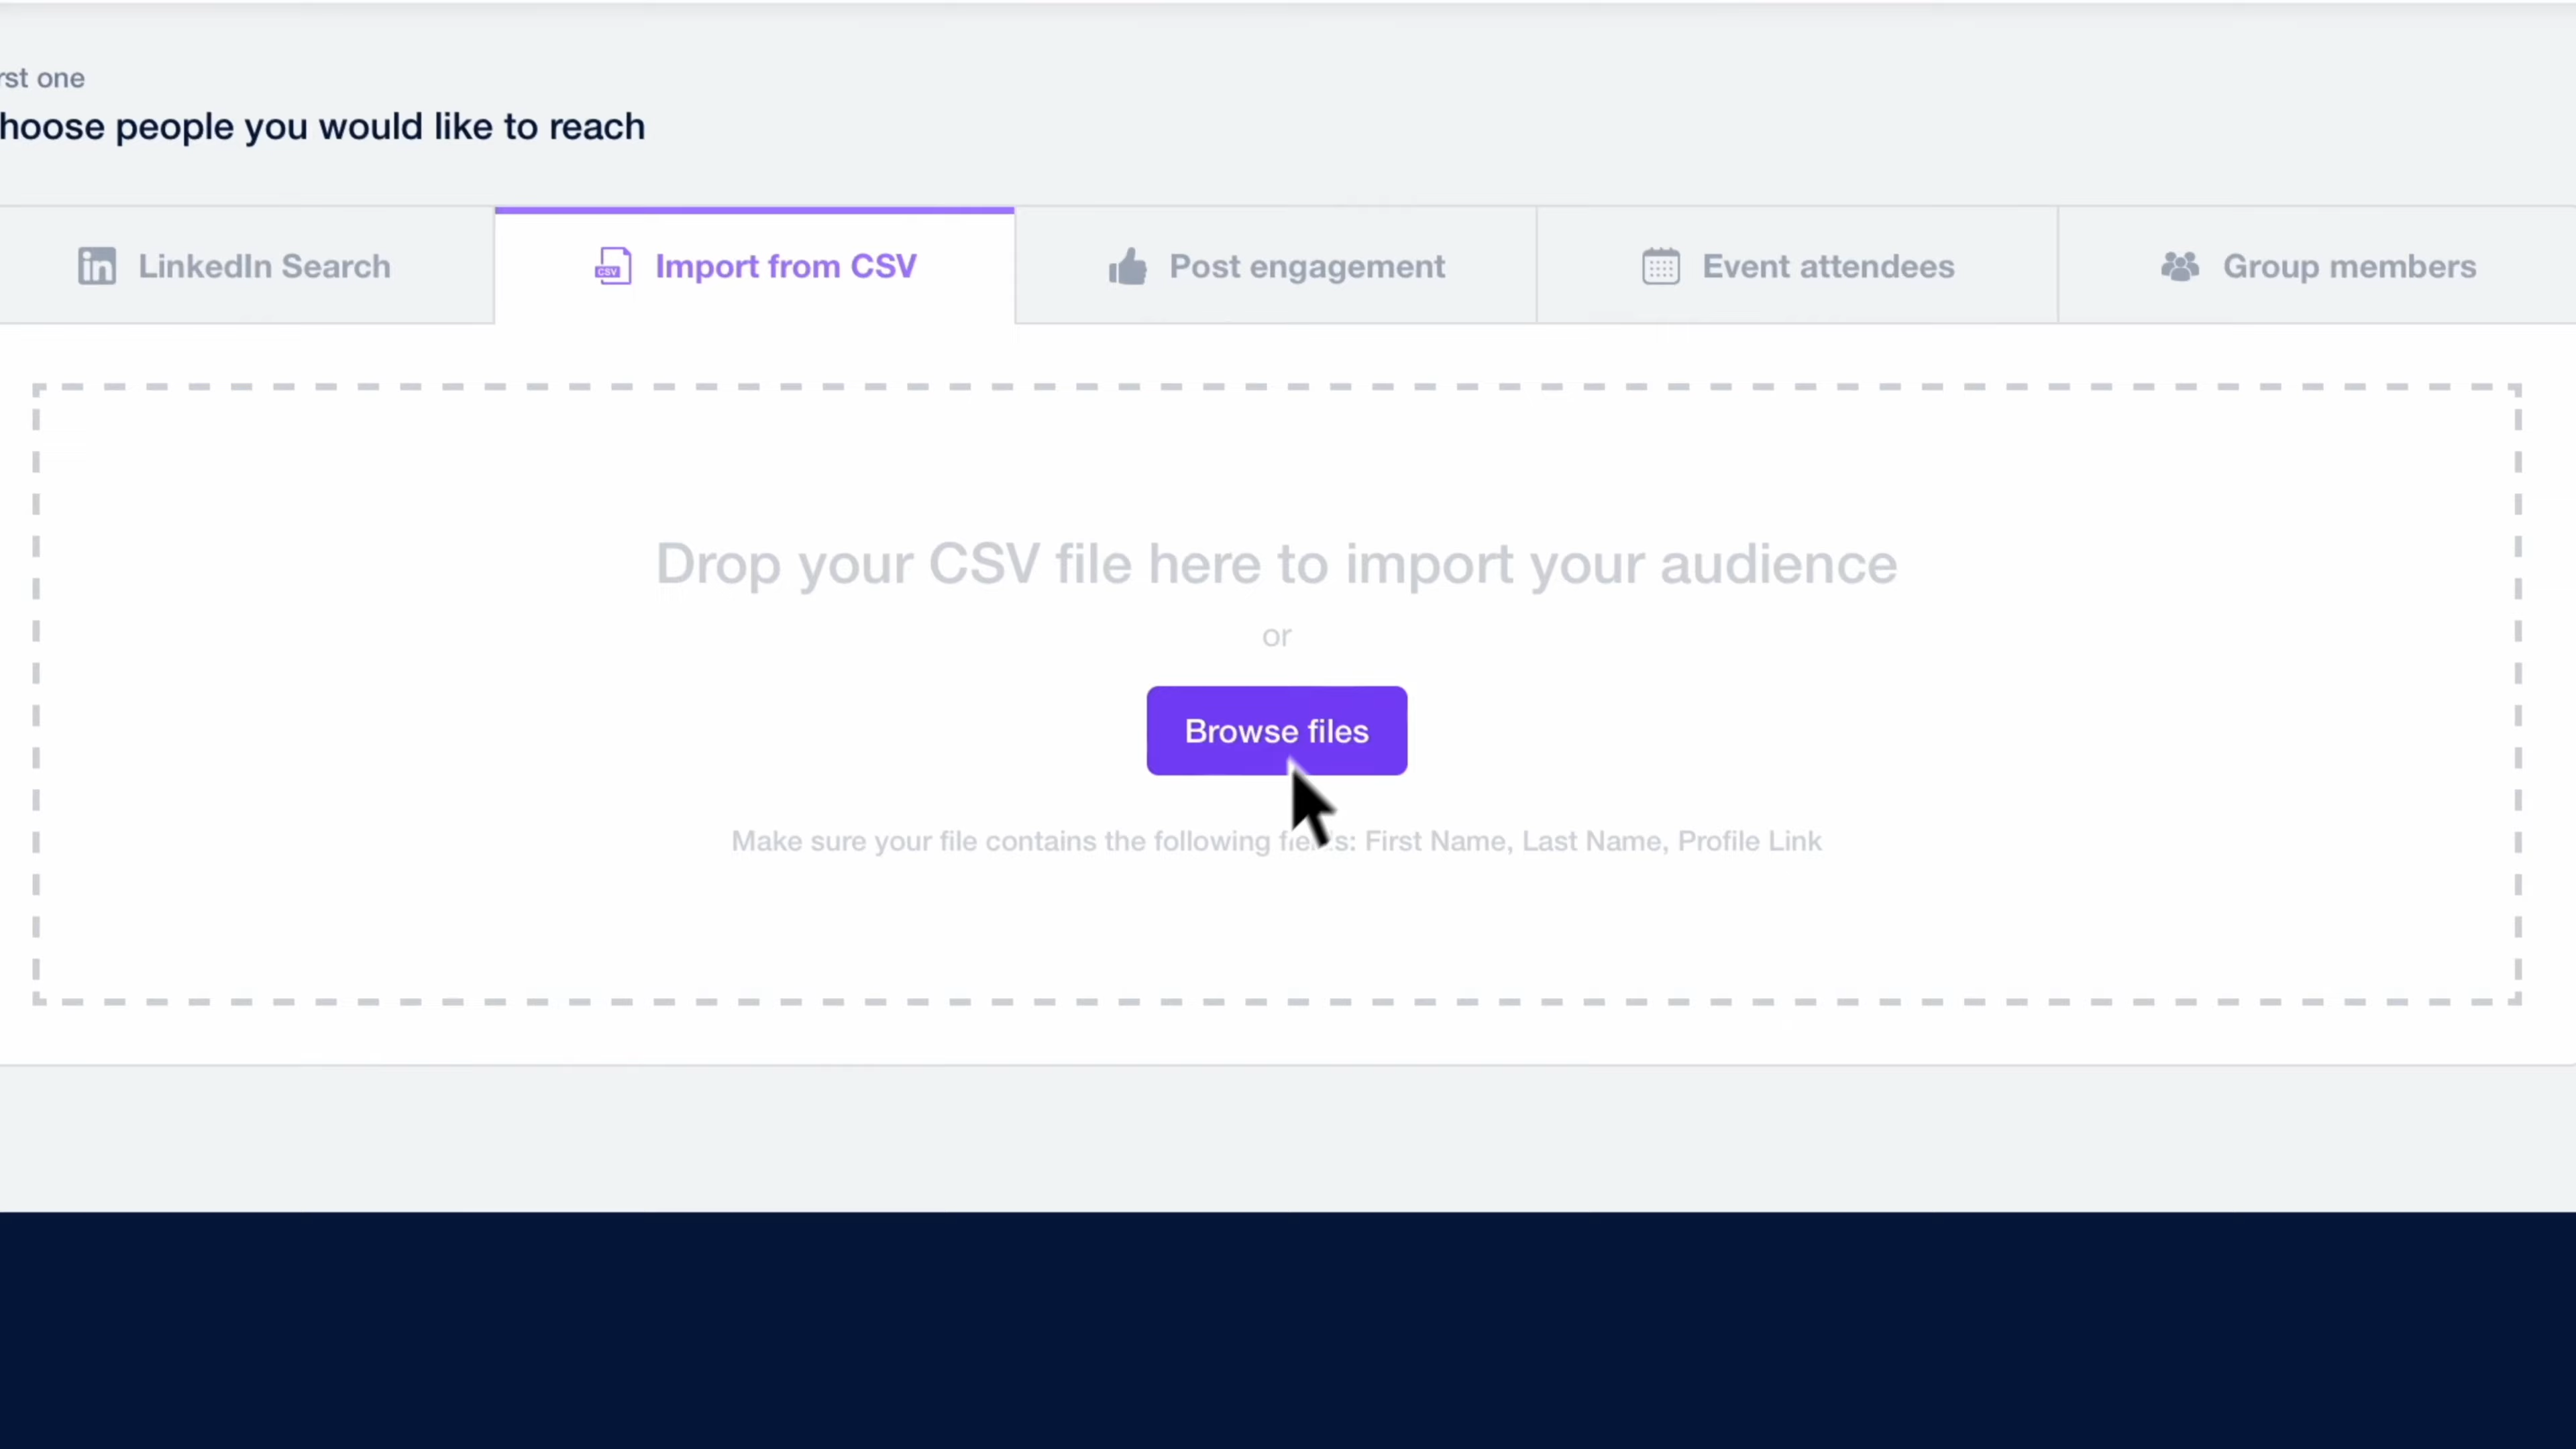 rst one
hoose people you would like to reach
in LinkedIn Search
CSV Import from CSV
Post engagement
Event attendees
Group members
Drop your CSV file here to import your audience
or
Browse files
Make sure your file contains the following First Name, Last Name, Profile Link